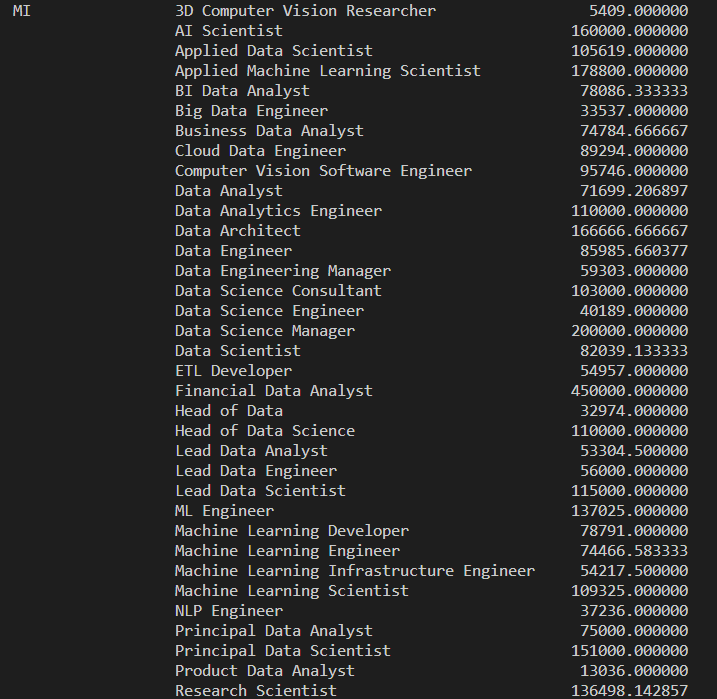 MI 3D Computer Vision Researcher 5409.000000
AI Scientist 160000.000000
Applied Data Scientist 105619.000000
Applied Machine Learning Scientist 178800.000000
BI Data Analyst 78086.333333
Big Data Engineer 33537.000000
Business Data Analyst 74784.666667
Cloud Data Engineer 89294.000000
Computer Vision Software Engineer 95746.000000
Data Analyst 71699.206897
Data Analytics Engineer 110000.000000
Data Architect 166666.666667
Data Engineer 85985.660377
Data Engineering Manager 59303.000000
Data Science Consultant 103000.000000
Data Science Engineer 40189.000000
Data Science Manager 200000.000000
Data Scientist 82039.133333
ETL Developer 54957.000000
Financial Data Analyst 450000.000000
Head of Data 32974.000000
Head of Data Science 110000.000000
Lead Data Analyst 53304.500000
Lead Data Engineer 56000.000000
Lead Data Scientist 115000.000000
ML Engineer 137025.000000
Machine Learning Developer 78791.000000
Machine Learning Engineer 74466.583333
Machine Learning Infrastructure Engineer 54217.500000
Machine Learning Scientist 109325.000000
NLP Engineer 37236.000000
Principal Data Analyst 75000.000000
Principal Data Scientist 151000.000000
Product Data Analyst 13036.000000
Research Scientist 136498.142857